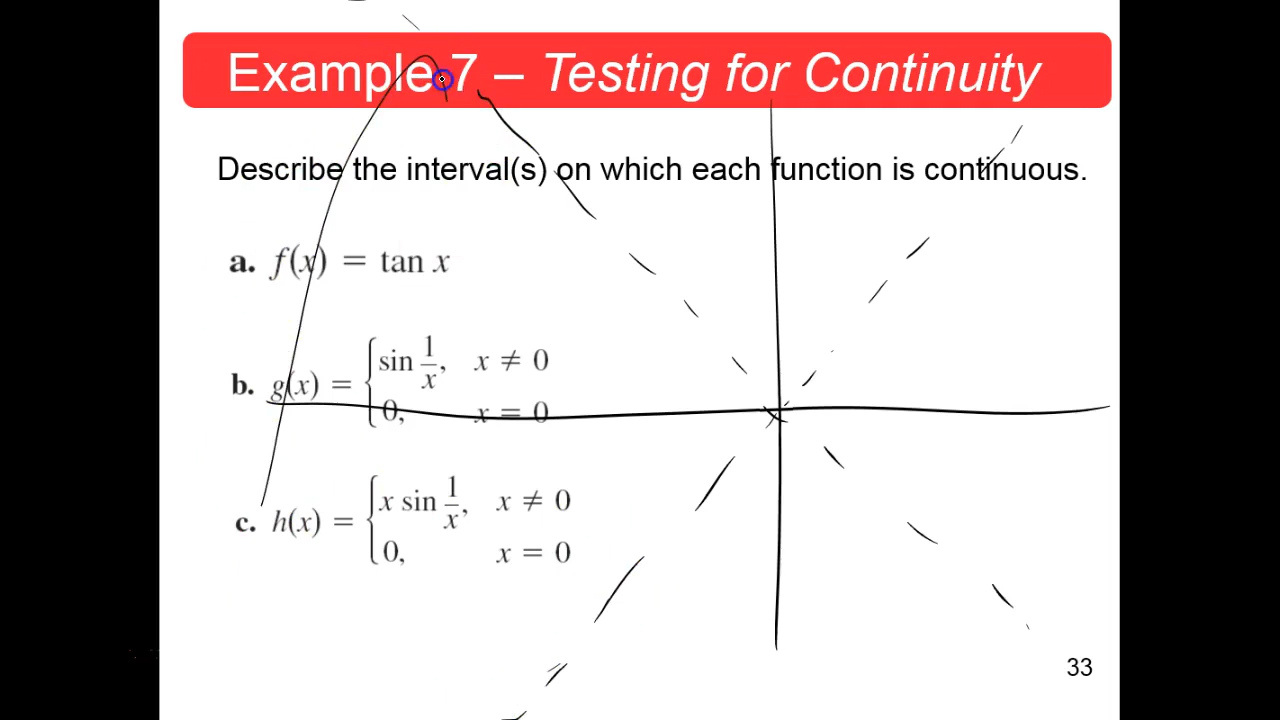 Example 7 – Testing for Continuity
Describe the interval(s) on which each function is continuous.
a. f(x) = tan x
b. g(x) = { sin 1/x, x ≠ 0
0, x = 0
c. h(x) = { x sin 1/x, x ≠ 0
0, x = 0
33